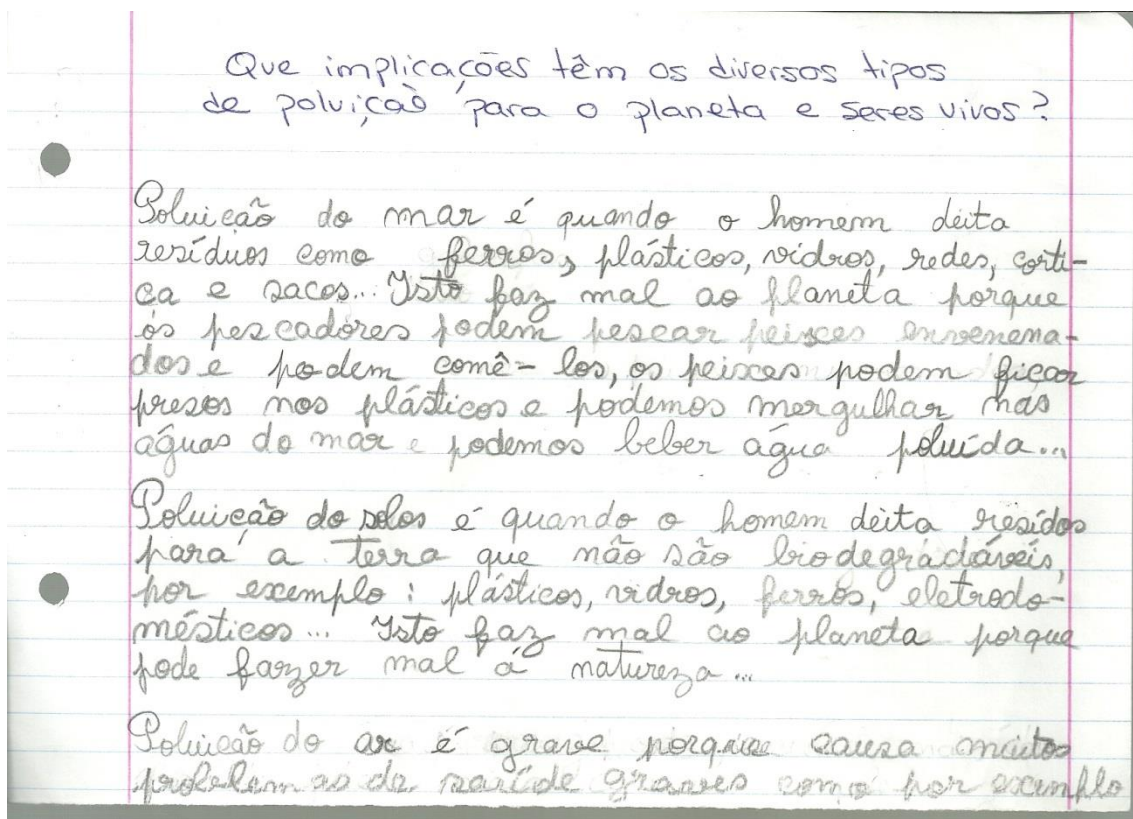 Que implicações têm os diversos tipos
de poluição para o planeta e seres vivos?
Poluicão do mar é quando o homem deita
resíduos como ferros, plásticos, vidros, redes, corti-
ca e sacos... Isto faz mal ao planeta porque
os pescadores podem pescar peixes envenena-
dos e podem comê-los, os peixes podem ficar
presos nos plásticos e podemos mergulhar nas
águas do mar e podemos beber água poluída...
Poluicão do solos é quando o homem deita resídos
para a terra que não são biodegradáveis,
por exemplo: plásticos, vidros, ferros, eletrodo-
mésticos... Isto faz mal ao planeta porque
pode fazer mal á natureza...
Poluicão do ar é grave porque causa muitos
problemas de saúde graves como por exemplo